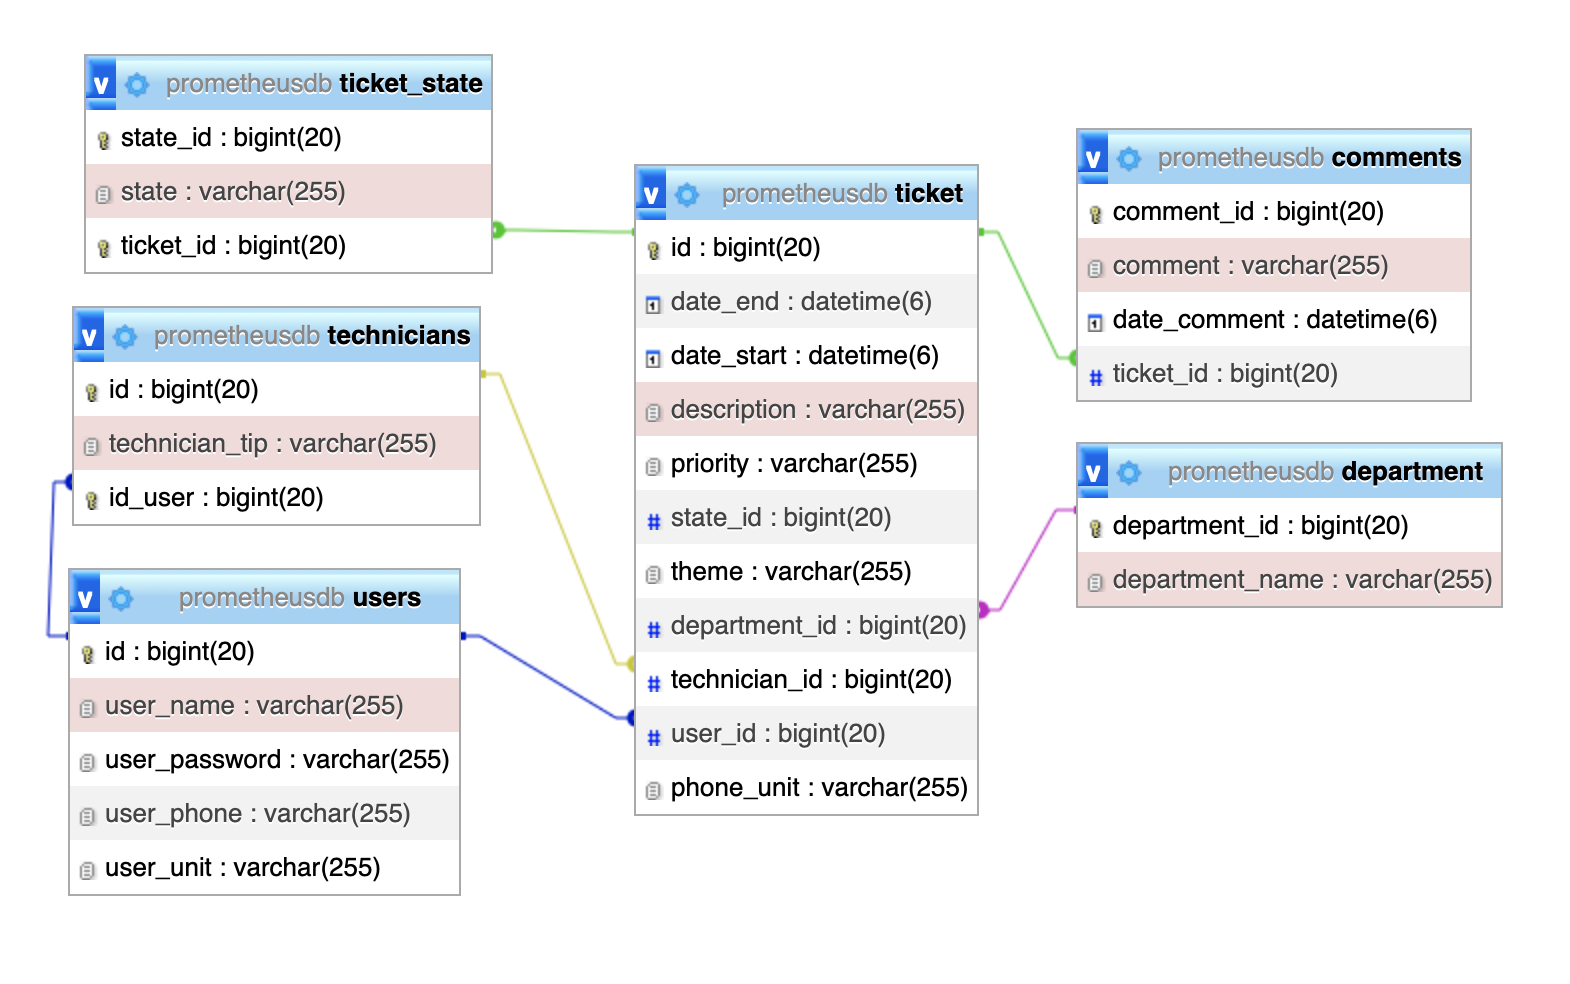 v prometheusdb ticket_state
state_id : bigint(20)
state : varchar(255)
ticket_id : bigint(20)
v prometheusdb technicians
id : bigint(20)
technician_tip : varchar(255)
id_user : bigint(20)
v prometheusdb users
id : bigint(20)
user_name : varchar(255)
user_password : varchar(255)
user_phone : varchar(255)
user_unit : varchar(255)
v prometheusdb ticket
id : bigint(20)
date_end : datetime(6)
date_start : datetime(6)
description : varchar(255)
priority : varchar(255)
# state_id : bigint(20)
theme : varchar(255)
# department_id : bigint(20)
# technician_id : bigint(20)
# user_id : bigint(20)
phone_unit : varchar(255)
v prometheusdb comments
comment_id : bigint(20)
comment : varchar(255)
date_comment : datetime(6)
# ticket_id : bigint(20)
v prometheusdb department
department_id : bigint(20)
department_name : varchar(255)